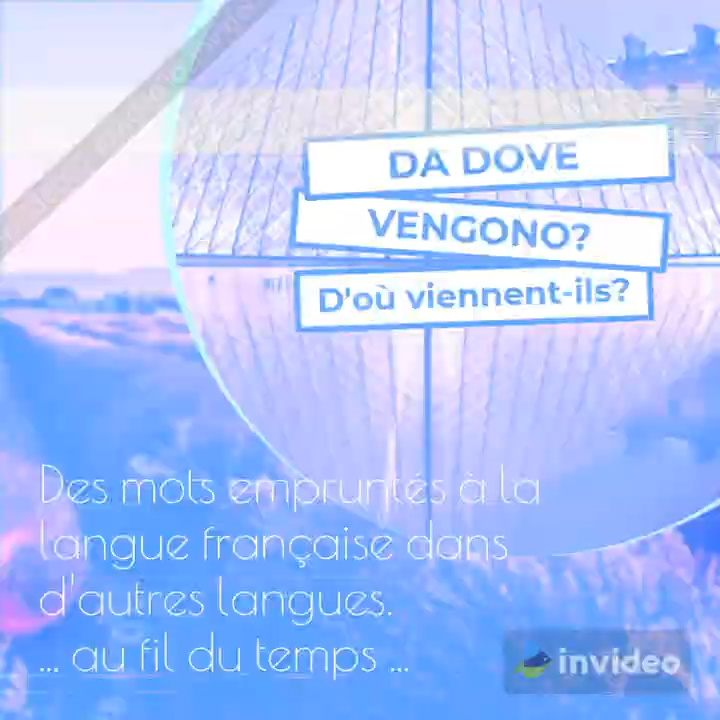 DA DOVE
VENGONO?
D'où viennent-ils?
Des mots empruntés à la
langue française dans
d'autres langues.
... au fil du temps ...
invideo